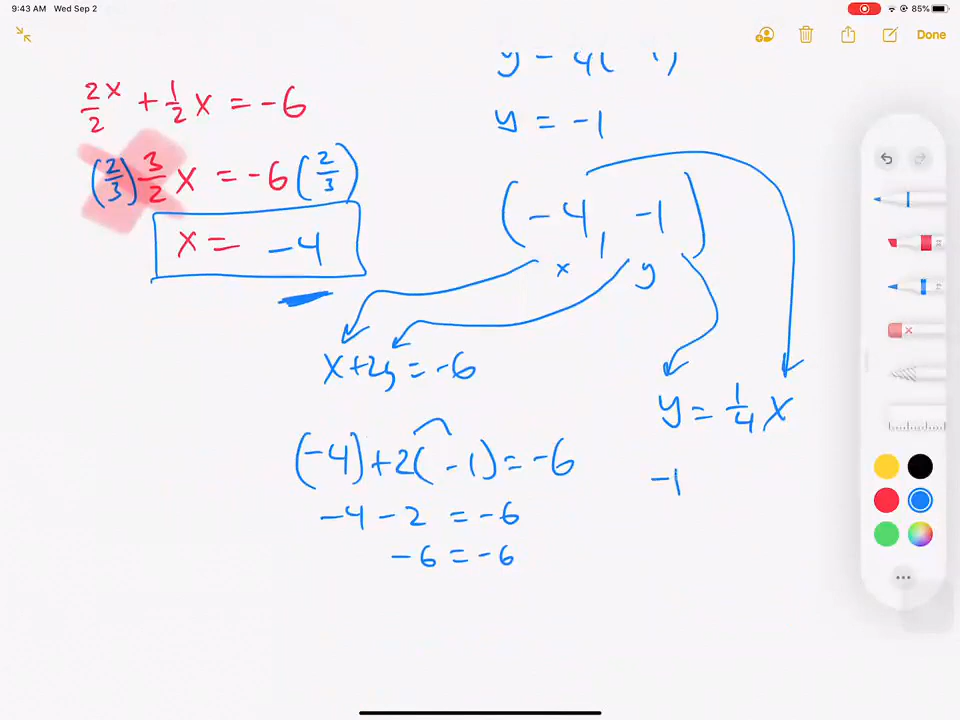 9:43 AM Wed Sep 2
85%
Done
2x/2 + 1/2 x = -6
(2/3) 3/2 x = -6 (2/3)
x = -4
y = -1
(-4, -1)
x y
x+2y = -6
y = 1/4 x
(-4)+2(-1) = -6
-1
-4 - 2 = -6
-6 = -6